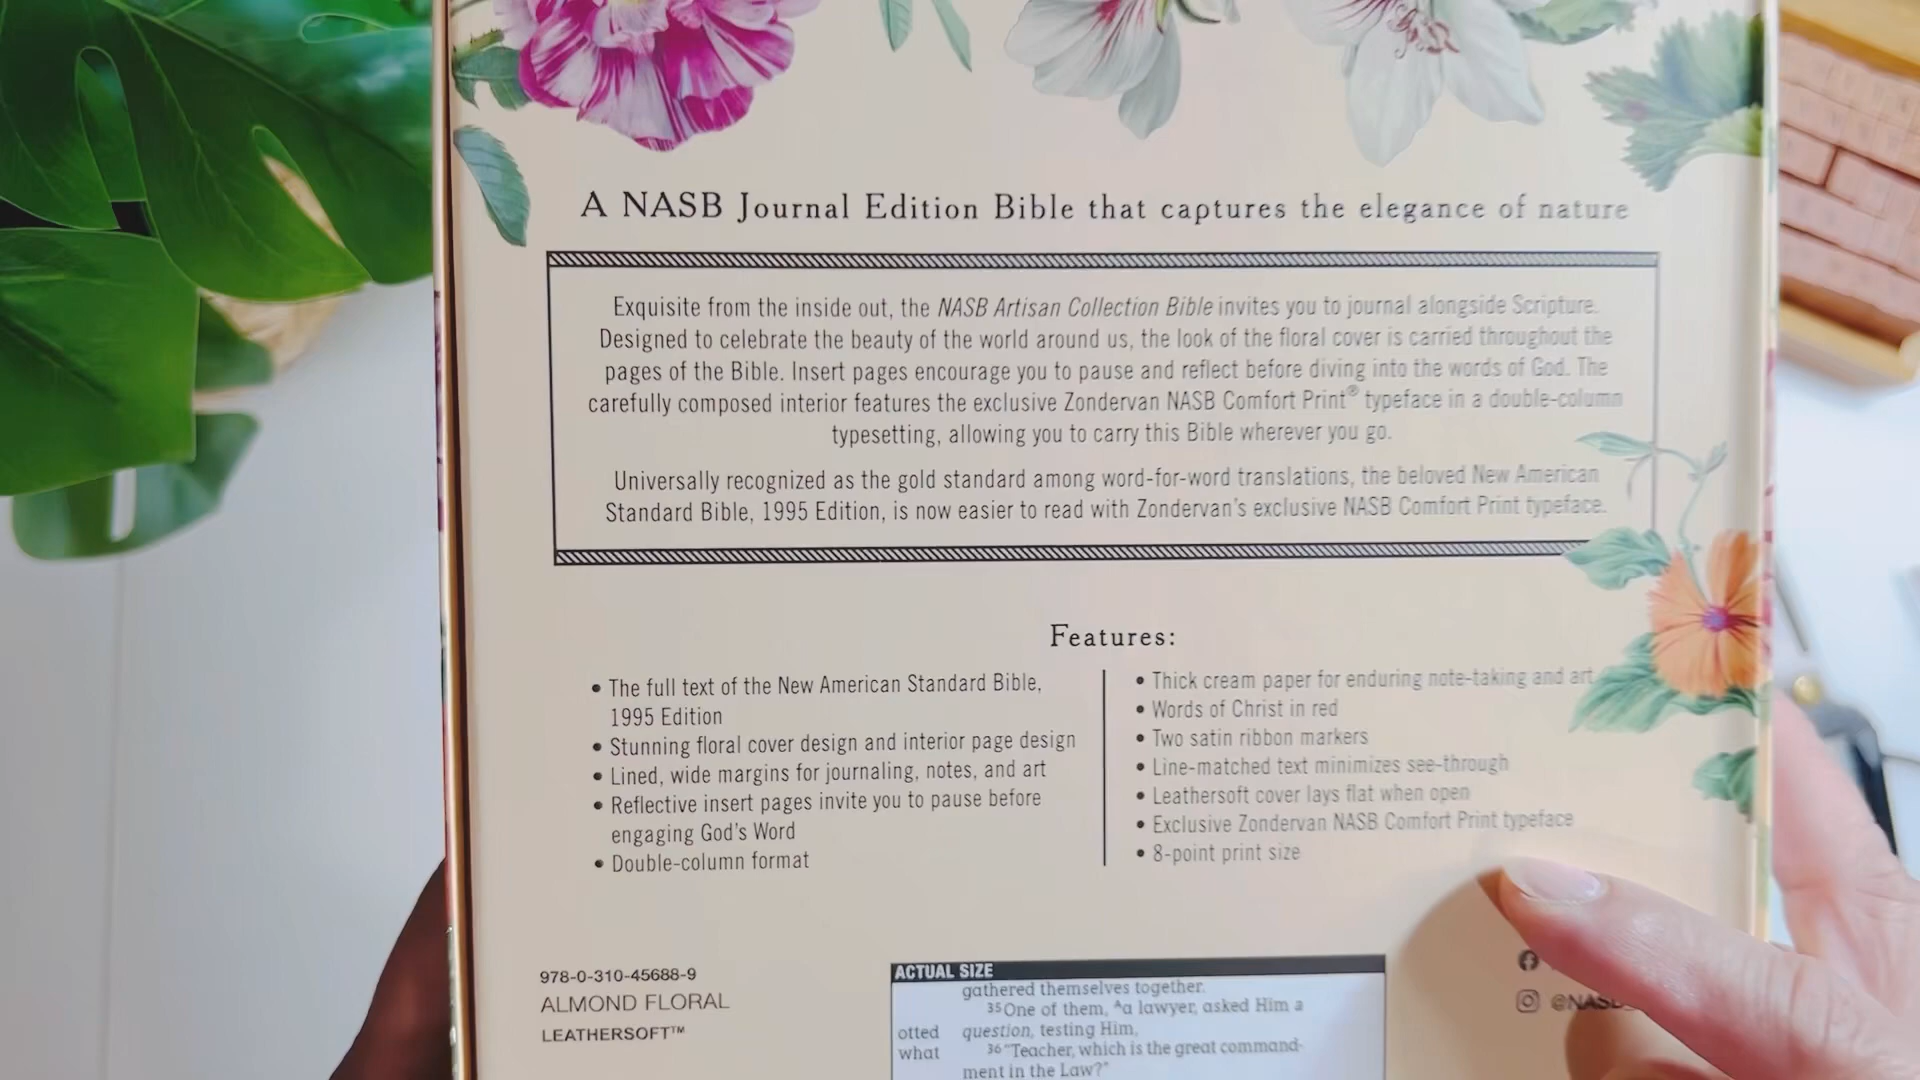 A NASB Journal Edition Bible that captures the elegance of nature
Exquisite from the inside out, the NASB Artisan Collection Bible invites you to journal alongside Scripture.
Designed to celebrate the beauty of the world around us, the look of the floral cover is carried throughout the
pages of the Bible. Insert pages encourage you to pause and reflect before diving into the words of God. The
carefully composed interior features the exclusive Zondervan NASB Comfort Print® typeface in a double-column
typesetting, allowing you to carry this Bible wherever you go.
Universally recognized as the gold standard among word-for-word translations, the beloved New American
Standard Bible, 1995 Edition, is now easier to read with Zondervan's exclusive NASB Comfort Print typeface.
Features:
• The full text of the New American Standard Bible,
1995 Edition
• Stunning floral cover design and interior page design
• Lined, wide margins for journaling, notes, and art
• Reflective insert pages invite you to pause before
engaging God's Word
• Double-column format
• Thick cream paper for enduring note-taking and art
• Words of Christ in red
• Two satin ribbon markers
• Line-matched text minimizes see-through
• Leathersoft cover lays flat when open
• Exclusive Zondervan NASB Comfort Print typeface
• 8-point print size
978-0-310-45688-9
ALMOND FLORAL
LEATHERSOFT™
ACTUAL SIZE
gathered themselves together.
35One of them, ᴬa lawyer, asked Him a
otted question, testing Him,
what 36"Teacher, which is the great command-
ment in the Law?"